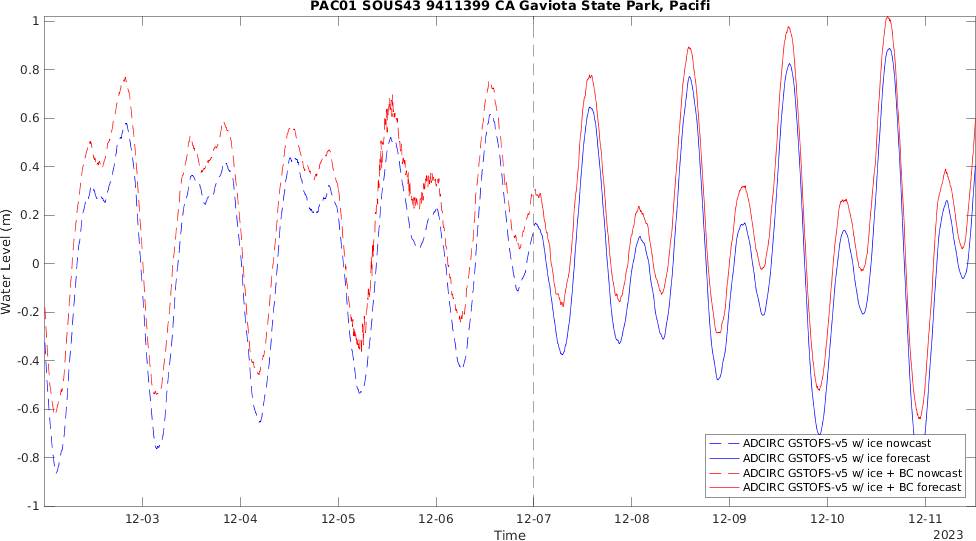 PAC01 SOUS43 9411399 CA Gaviota State Park, Pacifi
1
0.8
0.6
0.4
0.2
0
-0.2
-0.4
-0.6
-0.8
-1
Water Level (m)
12-03 12-04 12-05 12-06 12-07 12-08 12-09 12-10 12-11
Time
2023
ADCIRC GSTOFS-v5 w/ ice nowcast
ADCIRC GSTOFS-v5 w/ ice forecast
ADCIRC GSTOFS-v5 w/ ice + BC nowcast
ADCIRC GSTOFS-v5 w/ ice + BC forecast